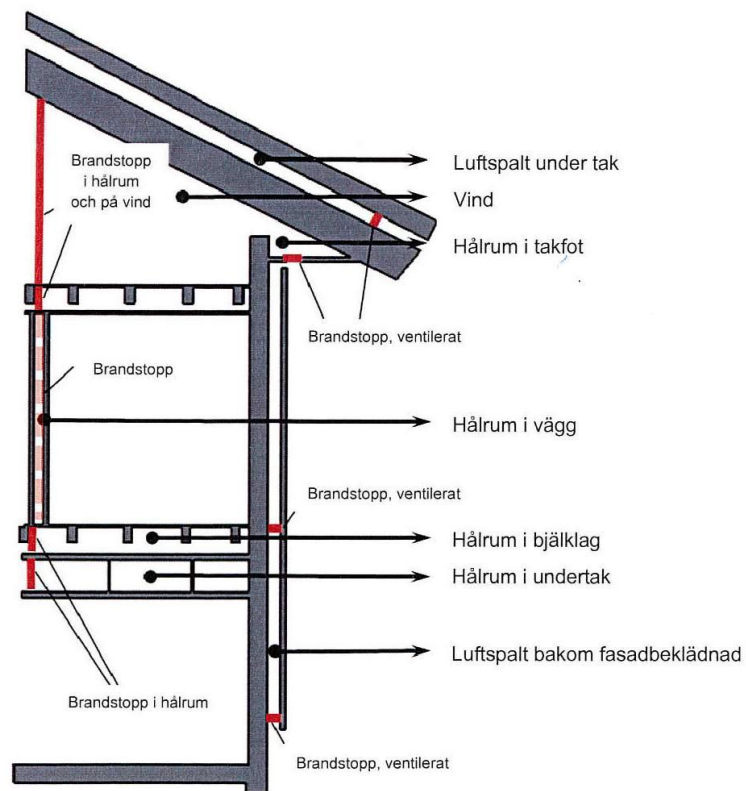 Brandstopp
i hålrum
och på vind
Luftspalt under tak
Vind
Hålrum i takfot
Brandstopp, ventilerat
Brandstopp
Hålrum i vägg
Brandstopp, ventilerat
Hålrum i bjälklag
Hålrum i undertak
Luftspalt bakom fasadbeklädnad
Brandstopp i hålrum
Brandstopp, ventilerat